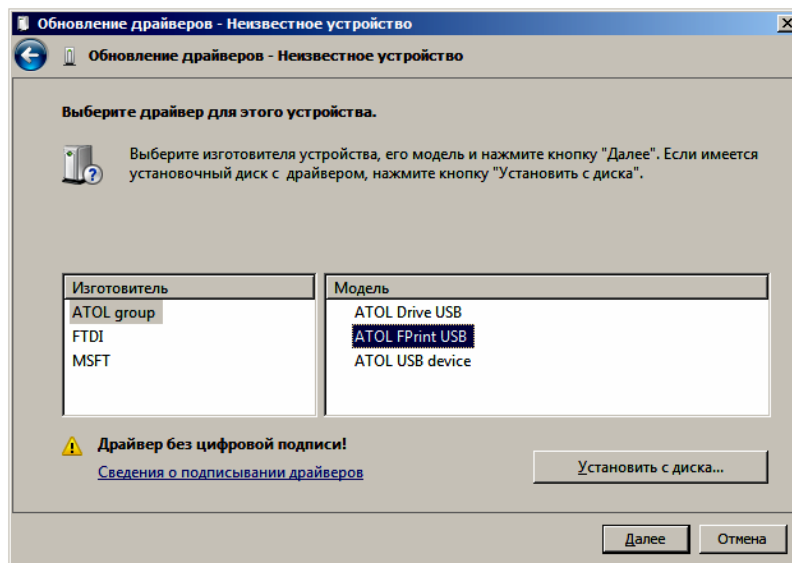 Обновление драйверов - Неизвестное устройство
Обновление драйверов - Неизвестное устройство
Выберите драйвер для этого устройства.
Выберите изготовителя устройства, его модель и нажмите кнопку "Далее". Если имеется
установочный диск с драйвером, нажмите кнопку "Установить с диска".
Изготовитель
ATOL group
FTDI
MSFT
Модель
ATOL Drive USB
ATOL FPrint USB
ATOL USB device
Драйвер без цифровой подписи!
Сведения о подписывании драйверов
Установить с диска...
Далее
Отмена